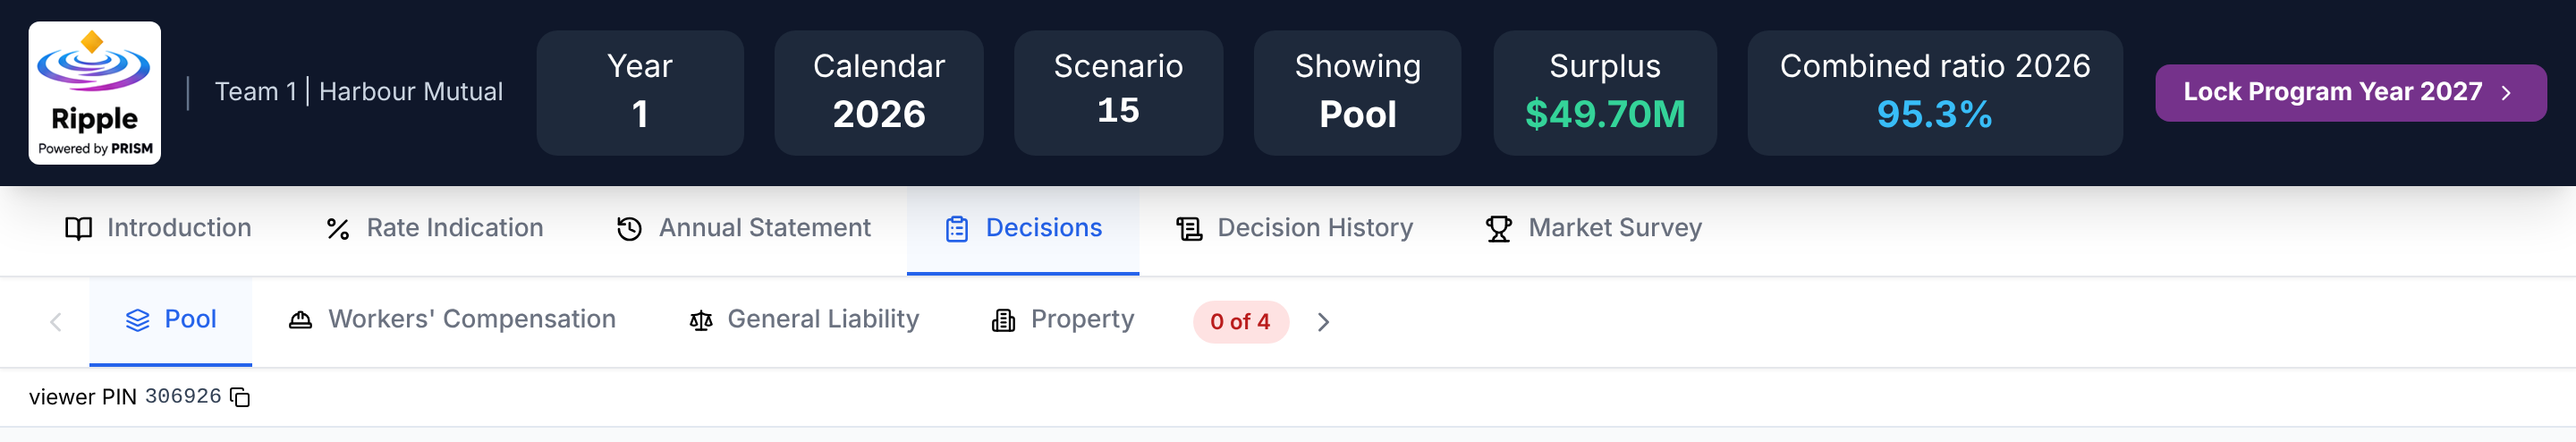 Ripple
Powered by PRISM
Team 1 | Harbour Mutual
Year
1
Calendar
2026
Scenario
15
Showing
Pool
Surplus
$49.70M
Combined ratio 2026
95.3%
Lock Program Year 2027
Introduction
Rate Indication
Annual Statement
Decisions
Decision History
Market Survey
Pool
Workers' Compensation
General Liability
Property
0 of 4
viewer PIN 306926